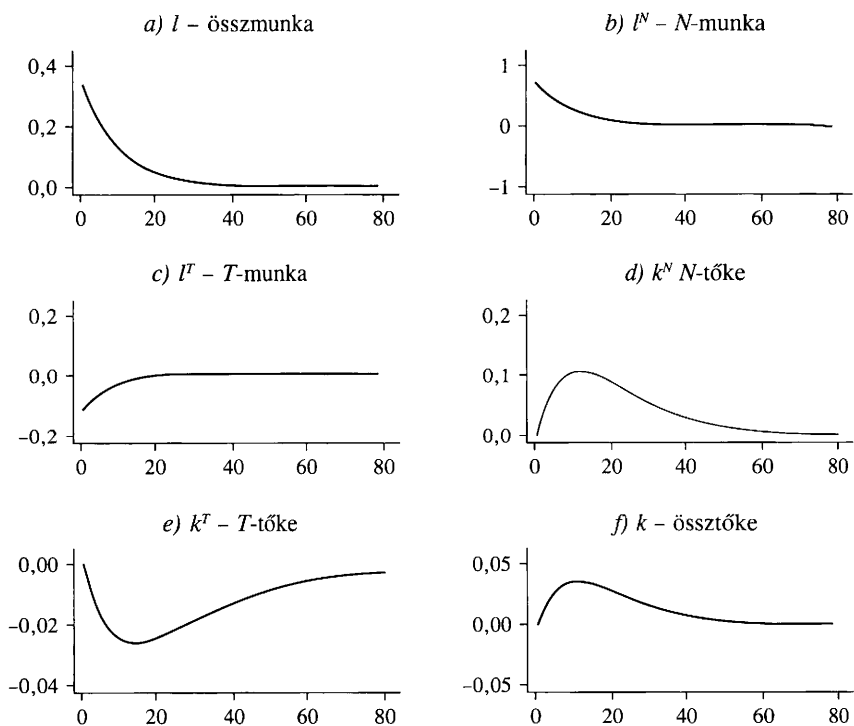 a) l – összmunka
0,4
0,2
0,0
0 20 40 60 80
b) l^N – N-munka
1
0
−1
0 20 40 60 80
c) l^T – T-munka
0,2
0,0
−0,2
0 20 40 60 80
d) k^N N-tőke
0,2
0,1
0,0
0 20 40 60 80
e) k^T – T-tőke
0,00
−0,02
−0,04
0 20 40 60 80
f) k – össztőke
0,05
0,00
−0,05
0 20 40 60 80